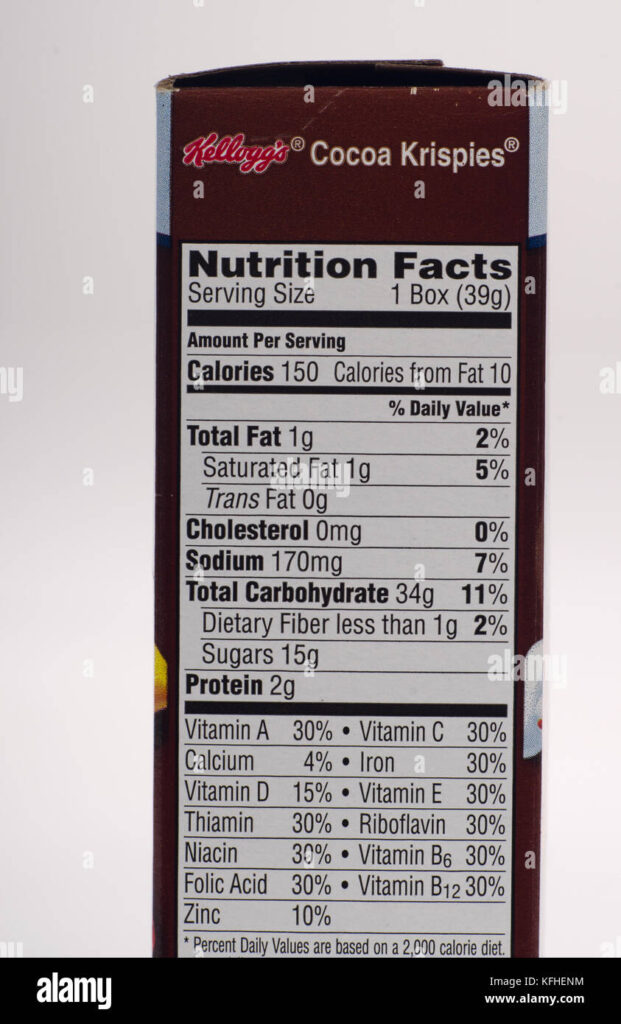 Kellogg's® Cocoa Krispies®
Nutrition Facts
Serving Size 1 Box (39g)
Amount Per Serving
Calories 150 Calories from Fat 10
% Daily Value*
Total Fat 1g 2%
Saturated Fat 1g 5%
Trans Fat 0g
Cholesterol 0mg 0%
Sodium 170mg 7%
Total Carbohydrate 34g 11%
Dietary Fiber less than 1g 2%
Sugars 15g
Protein 2g
Vitamin A 30% • Vitamin C 30%
Calcium 4% • Iron 30%
Vitamin D 15% • Vitamin E 30%
Thiamin 30% • Riboflavin 30%
Niacin 30% • Vitamin B6 30%
Folic Acid 30% • Vitamin B12 30%
Zinc 10%
* Percent Daily Values are based on a 2,000 calorie diet.
alamy
Image ID: KFHENM
www.alamy.com